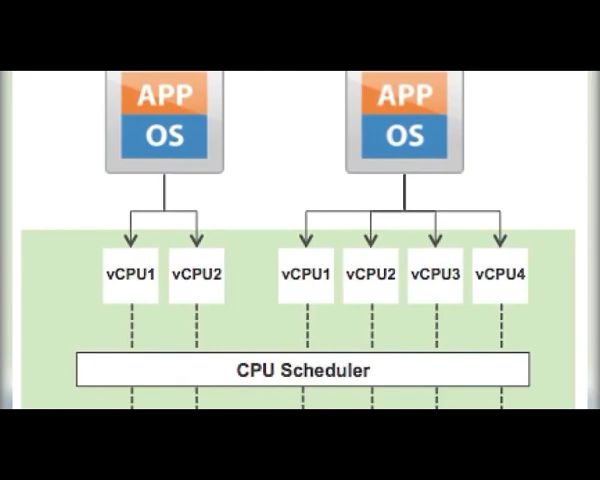 APP APP
OS OS
vCPU1 vCPU2 vCPU1 vCPU2 vCPU3 vCPU4
CPU Scheduler